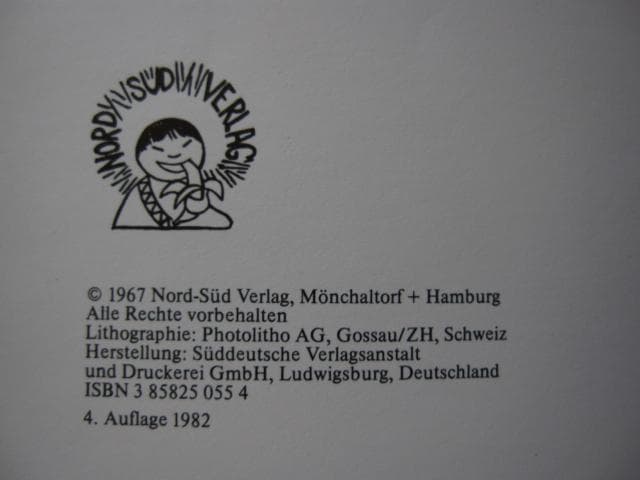 NORD SÜD VERLAG
© 1967 Nord-Süd Verlag, Mönchaltorf + Hamburg
Alle Rechte vorbehalten
Lithographie: Photolitho AG, Gossau/ZH, Schweiz
Herstellung: Süddeutsche Verlagsanstalt
und Druckerei GmbH, Ludwigsburg, Deutschland
ISBN 3 85825 055 4
4. Auflage 1982